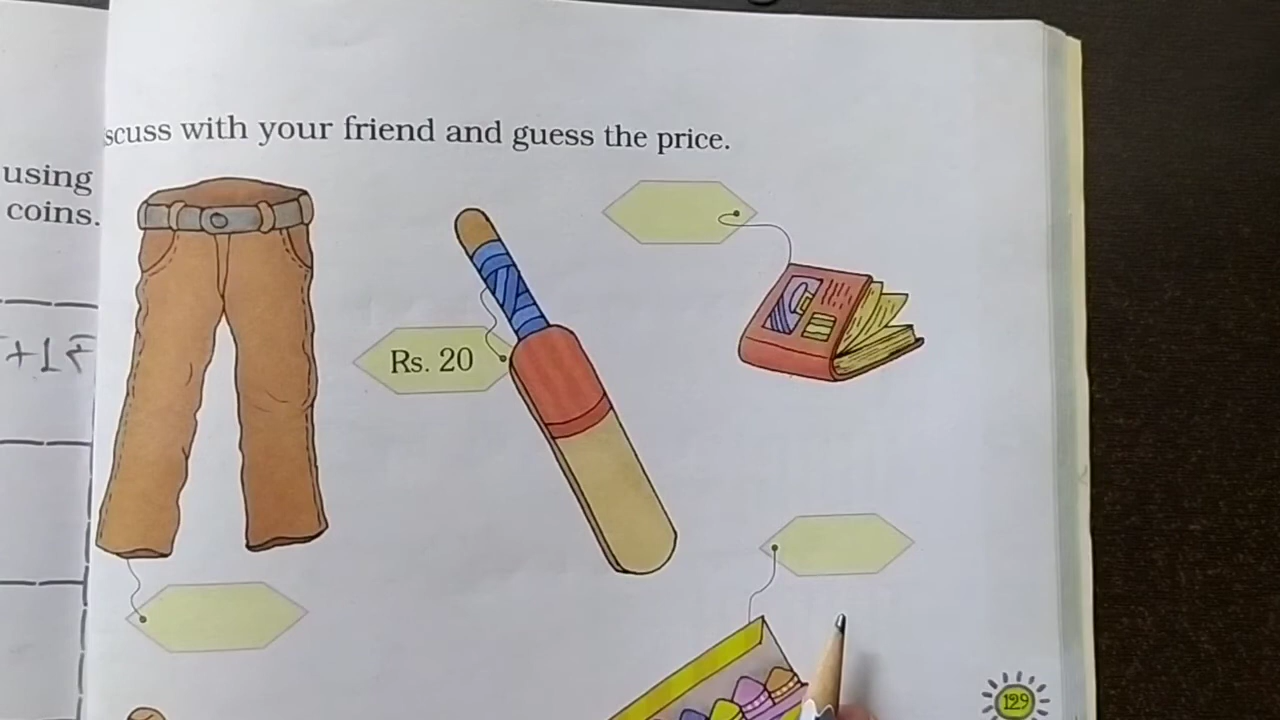 scuss with your friend and guess the price.
using
coins.
Rs. 20
129